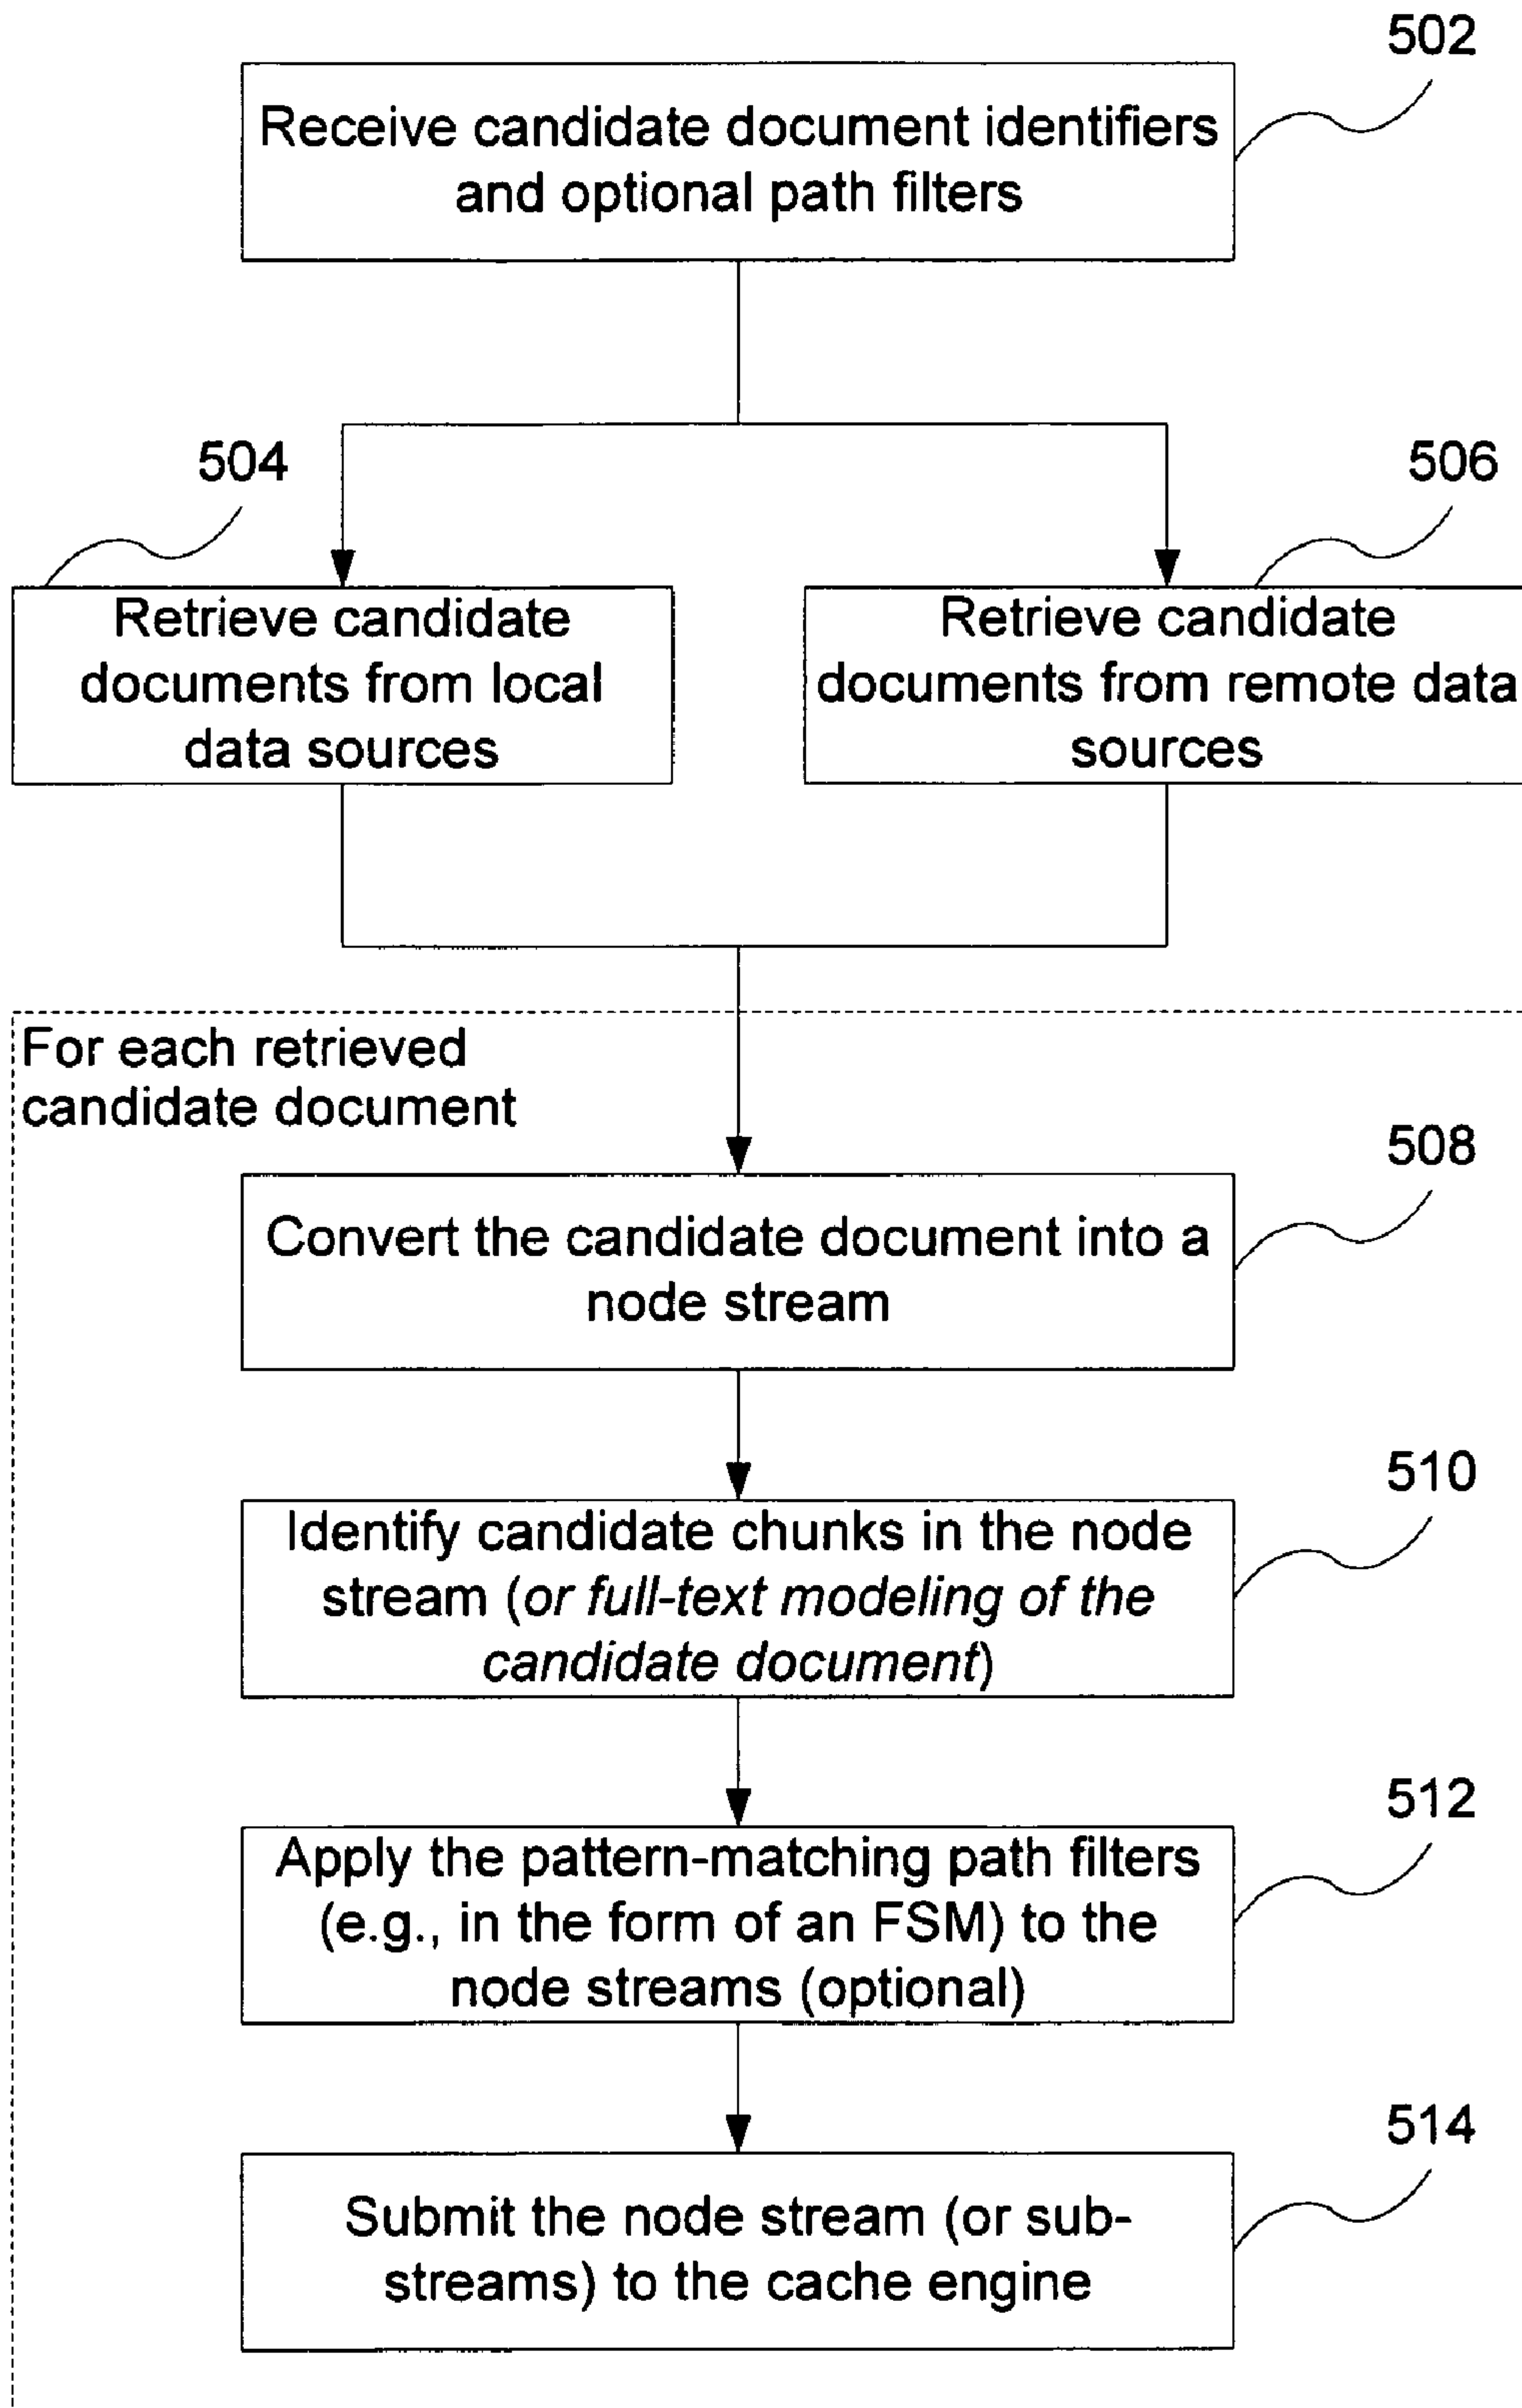 502
Receive candidate document identifiers
and optional path filters
504
506
Retrieve candidate
documents from local
data sources
Retrieve candidate
documents from remote data
sources
For each retrieved
candidate document
508
Convert the candidate document into a
node stream
510
Identify candidate chunks in the node
stream (or full-text modeling of the
candidate document)
512
Apply the pattern-matching path filters
(e.g., in the form of an FSM) to the
node streams (optional)
514
Submit the node stream (or sub-
streams) to the cache engine